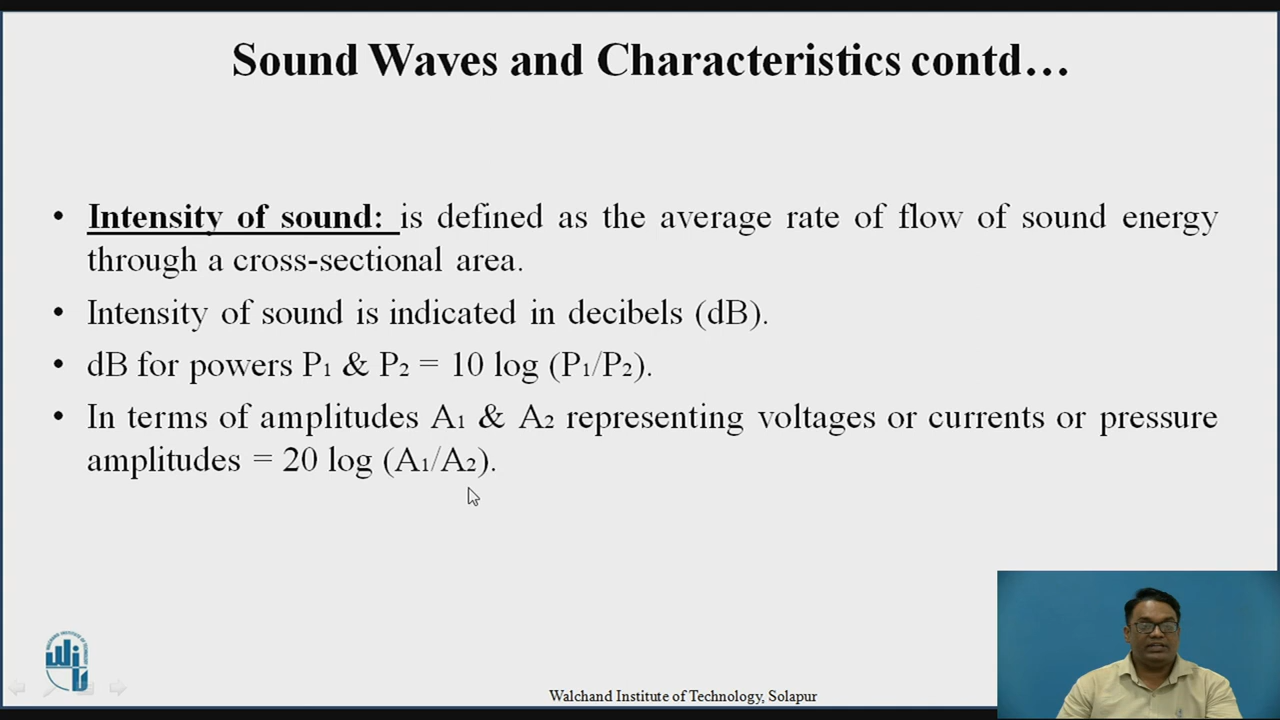 Sound Waves and Characteristics contd…
• Intensity of sound: is defined as the average rate of flow of sound energy
through a cross-sectional area.
• Intensity of sound is indicated in decibels (dB).
• dB for powers P₁ & P₂ = 10 log (P₁/P₂).
• In terms of amplitudes A₁ & A₂ representing voltages or currents or pressure
amplitudes = 20 log (A₁/A₂).
Walchand Institute of Technology, Solapur